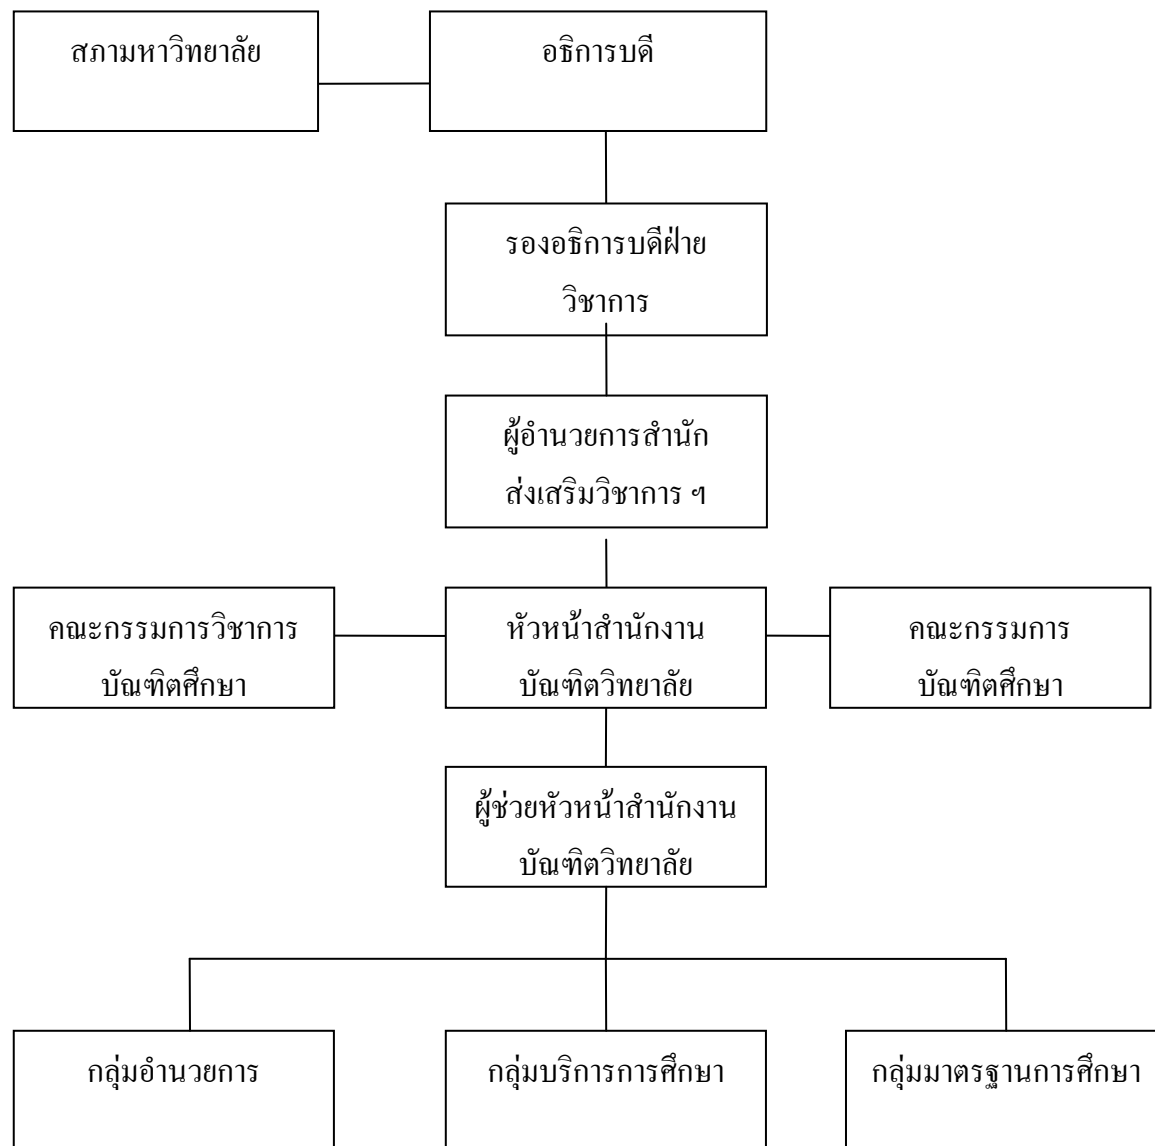 สภามหาวิทยาลัย
อธิการบดี
รองอธิการบดีฝ่าย
วิชาการ
ผู้อำนวยการสำนัก
ส่งเสริมวิชาการ ฯ
คณะกรรมการวิชาการ
บัณฑิตศึกษา
หัวหน้าสำนักงาน
บัณฑิตวิทยาลัย
คณะกรรมการ
บัณฑิตศึกษา
ผู้ช่วยหัวหน้าสำนักงาน
บัณฑิตวิทยาลัย
กลุ่มอำนวยการ
กลุ่มบริการการศึกษา
กลุ่มมาตรฐานการศึกษา